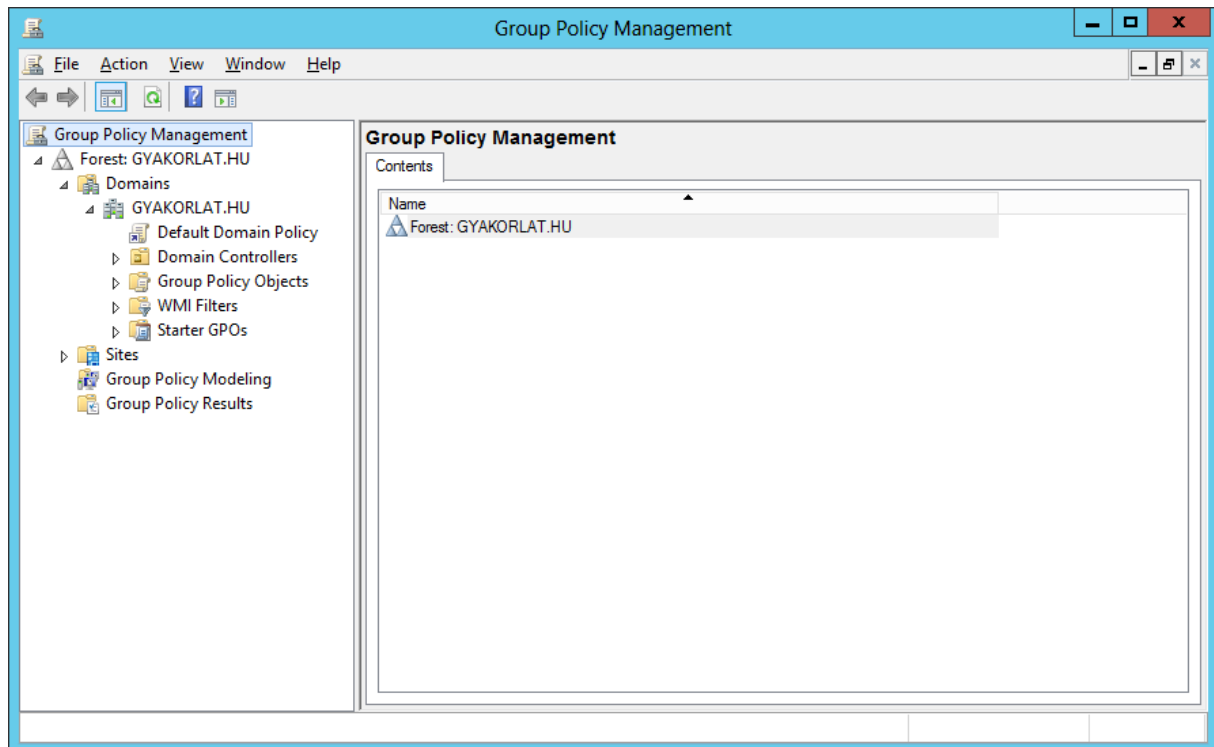 Group Policy Management
File Action View Window Help
Group Policy Management
Forest: GYAKORLAT.HU
Domains
GYAKORLAT.HU
Default Domain Policy
Domain Controllers
Group Policy Objects
WMI Filters
Starter GPOs
Sites
Group Policy Modeling
Group Policy Results
Group Policy Management
Contents
Name
Forest: GYAKORLAT.HU